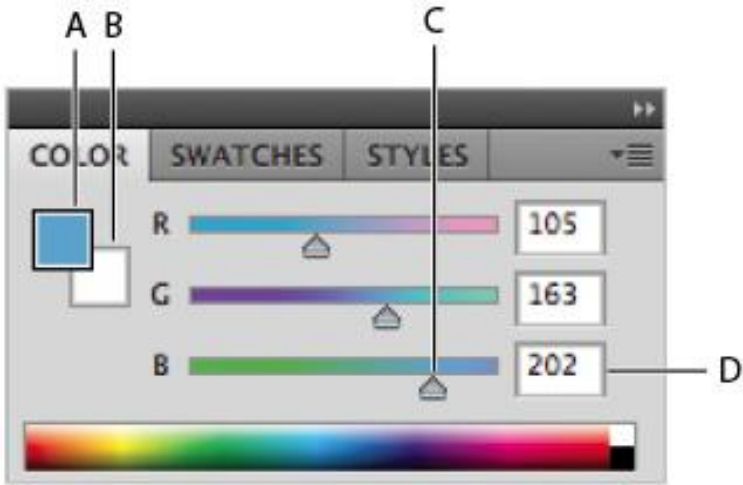 A B C
COLOR SWATCHES STYLES
R 105
G 163
B 202 D